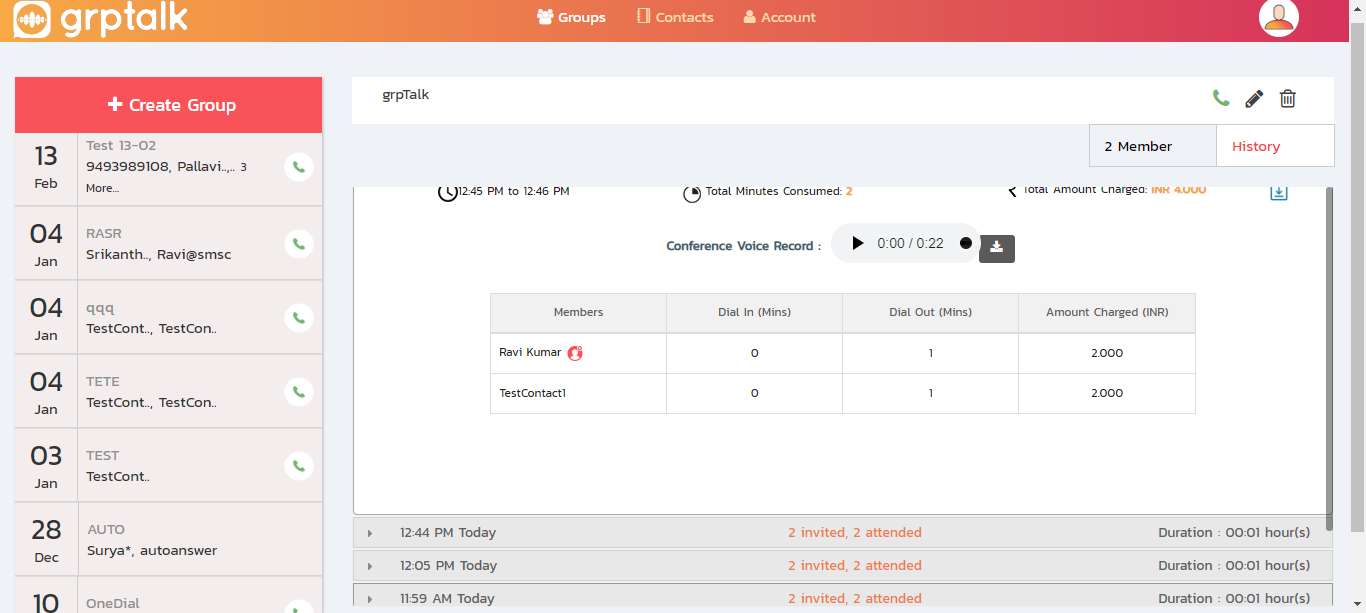 grptalk
Groups
Contacts
Account
Create Group
13
Feb
Test 13-02
9493989108, Pallavi..,.. 3
More...
04
Jan
RASR
Srikanth.., Ravi@smsc
04
Jan
qqq
TestCont.., TestCon..
04
Jan
TETE
TestCont.., TestCon..
03
Jan
TEST
TestCont..
28
Dec
AUTO
Surya*, autoanswer
10
OneDial
grpTalk
2 Member
History
12:45 PM to 12:46 PM
Total Minutes Consumed: 2
Total Amount Charged: INR 4.000
Conference Voice Record :
0:00 / 0:22
Members Dial In (Mins) Dial Out (Mins) Amount Charged (INR)
Ravi Kumar 0 1 2.000
TestContact1 0 1 2.000
12:44 PM Today 2 invited, 2 attended Duration : 00:01 hour(s)
12:05 PM Today 2 invited, 2 attended Duration : 00:01 hour(s)
11:59 AM Today 2 invited, 2 attended Duration : 00:01 hour(s)